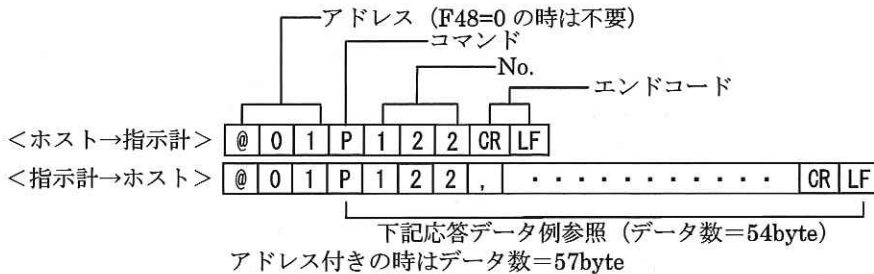 アドレス（F48=0 の時は不要）
コマンド
No.
エンドコード
＜ホスト→指示計＞ @ 0 1 P 1 2 2 CR LF
＜指示計→ホスト＞ @ 0 1 P 1 2 2 , ・・・・・・・・・・・ CR LF
下記応答データ例参照（データ数＝54byte）
アドレス付きの時はデータ数＝57byte